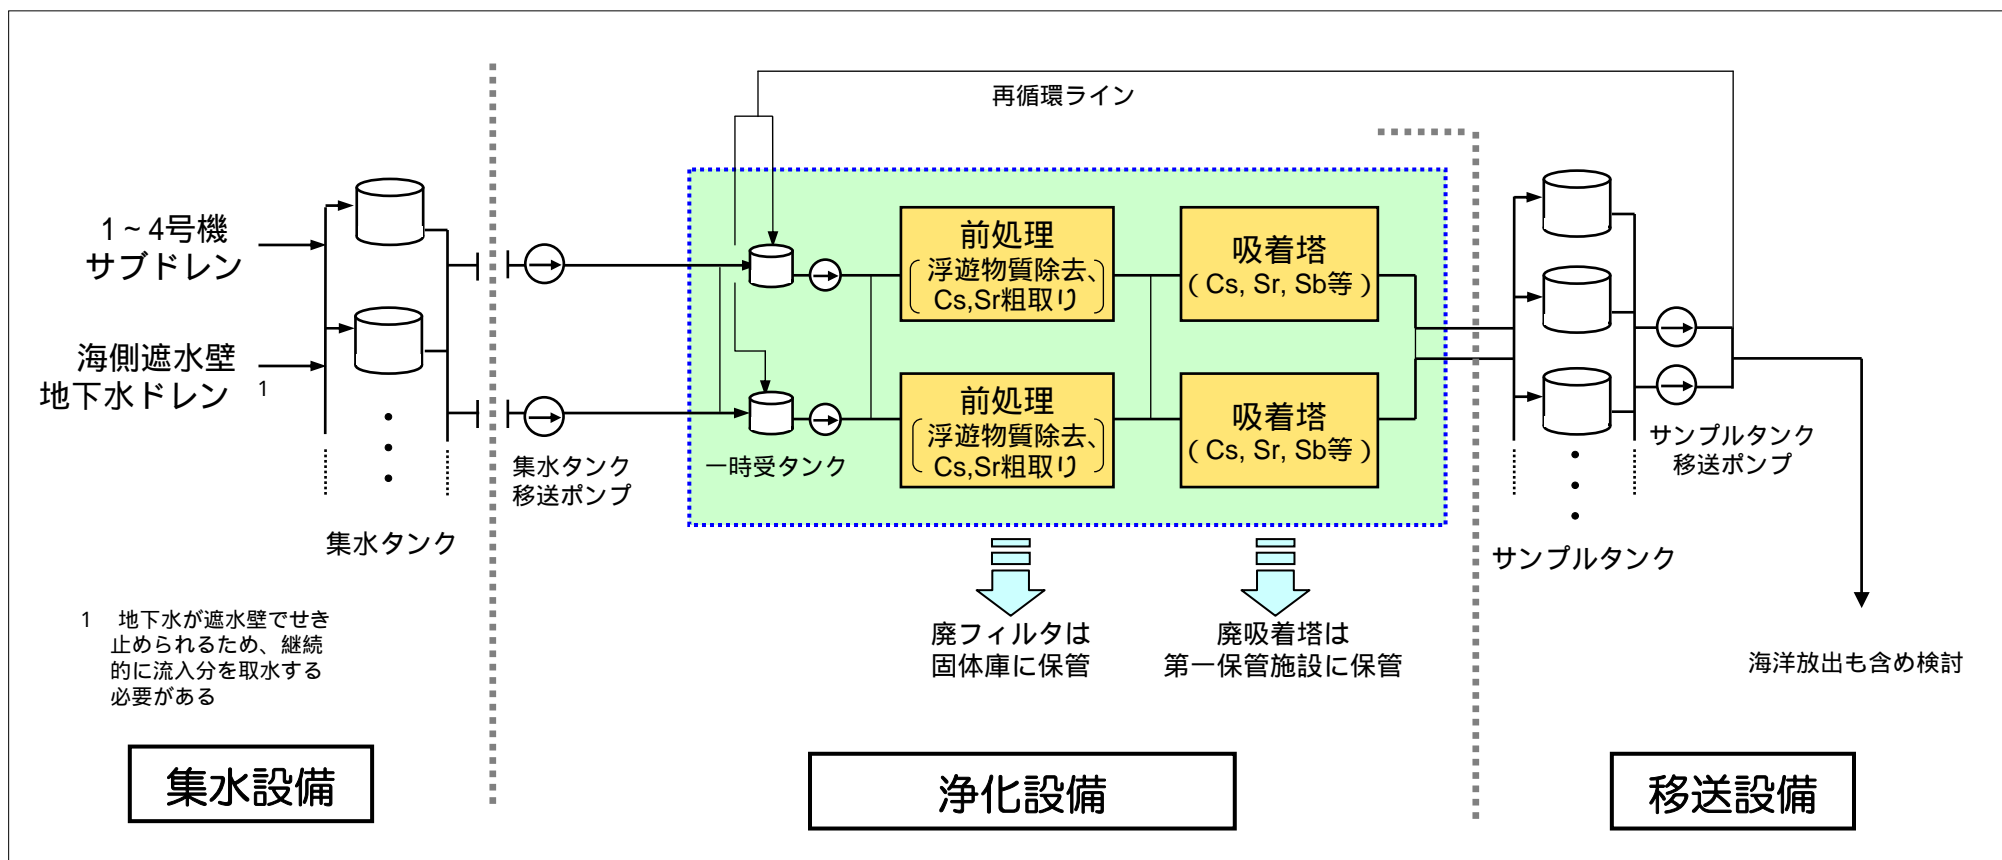 再循環ライン
1～4号機
サブドレン
海側遮水壁
地下水ドレン 1
集水タンク
集水タンク
移送ポンプ
一時受タンク
前処理
浮遊物質除去、
Cs,Sr粗取り
吸着塔
(Cs, Sr, Sb等)
前処理
浮遊物質除去、
Cs,Sr粗取り
吸着塔
(Cs, Sr, Sb等)
サンプルタンク
移送ポンプ
サンプルタンク
1 地下水が遮水壁でせき
止められるため、継続
的に流入分を取水する
必要がある
廃フィルタは
固体庫に保管
廃吸着塔は
第一保管施設に保管
海洋放出も含め検討
集水設備
浄化設備
移送設備